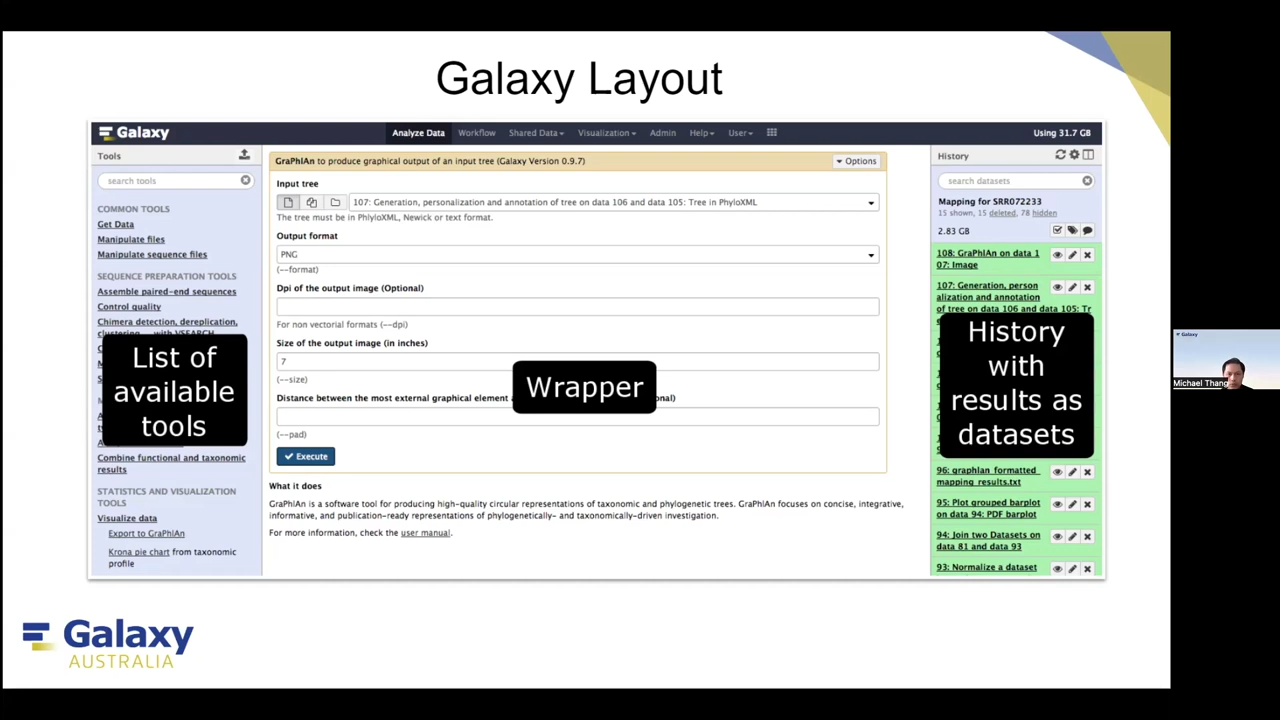 Galaxy Layout
Galaxy
Analyze Data Workflow Shared Data Visualization Admin Help User
Using 31.7 GB
Tools
search tools
COMMON TOOLS
Get Data
Manipulate files
Manipulate sequence files
SEQUENCE PREPARATION TOOLS
Assemble paired-end sequences
Control quality
Chimera detection, dereplication,
with VSEARCH
List of
available
tools
Combine functional and taxonomic
results
STATISTICS AND VISUALIZATION
TOOLS
Visualize data
Export to GraPhlAn
Krona pie chart from taxonomic
profile
GraPhlAn to produce graphical output of an input tree (Galaxy Version 0.9.7)
Options
Input tree
107: Generation, personalization and annotation of tree on data 106 and data 105: Tree in PhyloXML
The tree must be in PhlyloXML, Newick or text format.
Output format
PNG
(--format)
Dpi of the output image (Optional)
For non vectorial formats (--dpi)
Size of the output image (in inches)
7
(--size)
Wrapper
Distance between the most external graphical element
(--pad)
Execute
What it does
GraPhlAn is a software tool for producing high-quality circular representations of taxonomic and phylogenetic trees. GraPhlAn focuses on concise, integrative,
informative, and publication-ready representations of phylogenetically- and taxonomically-driven investigation.
For more information, check the user manual.
History
search datasets
Mapping for SRR072233
15 shown, 15 deleted, 78 hidden
2.83 GB
108: GraPhlAn on data 1
07: Image
107: Generation, person
alization and annotation
of tree on data 106 and data 105: Tr
History
with
results as
datasets
96: graphlan_formatted_
mapping_results.txt
95: Plot grouped barplot
on data 94: PDF barplot
94: Join two Datasets on
data 81 and data 93
93: Normalize a dataset
Galaxy
AUSTRALIA
Galaxy
Michael Thang